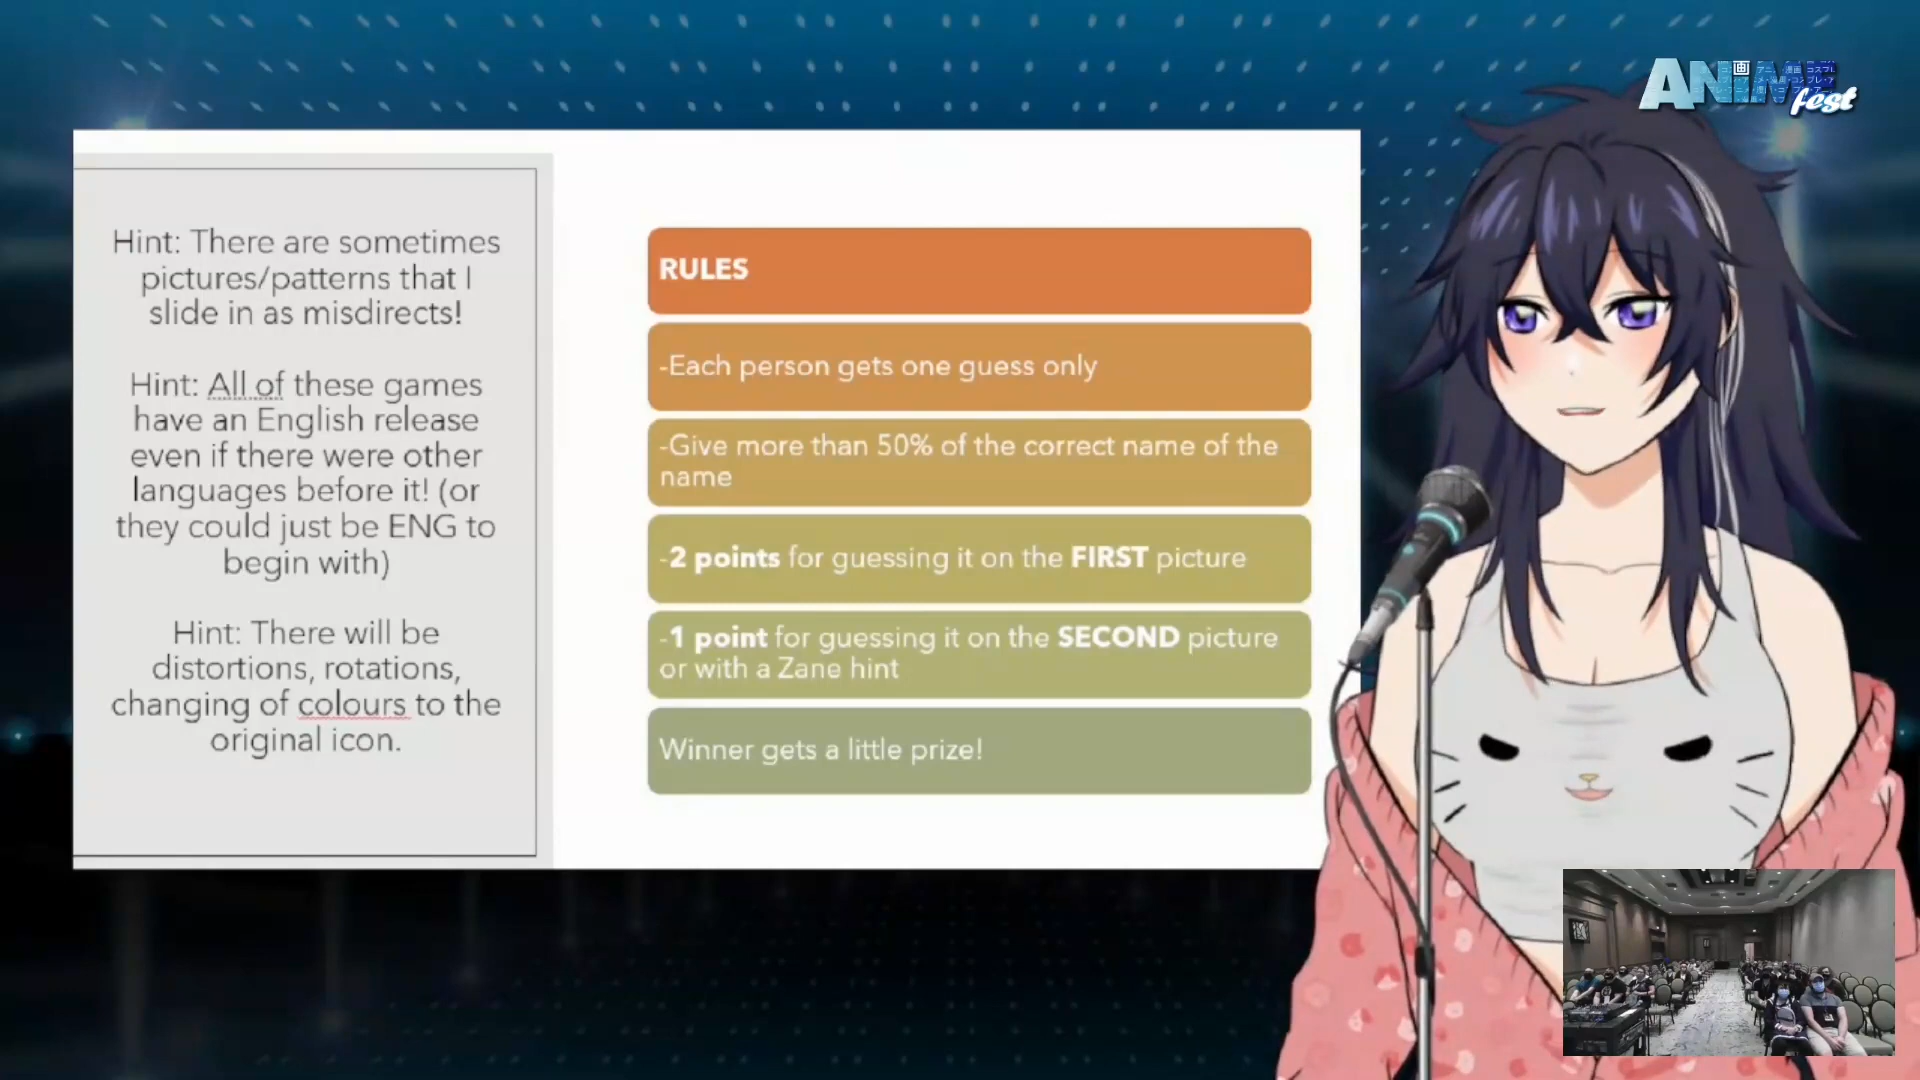 ANIME
fest
Hint: There are sometimes
pictures/patterns that I
slide in as misdirects!
Hint: All of these games
have an English release
even if there were other
languages before it! (or
they could just be ENG to
begin with)
Hint: There will be
distortions, rotations,
changing of colours to the
original icon.
RULES
-Each person gets one guess only
-Give more than 50% of the correct name of the
name
-2 points for guessing it on the FIRST picture
-1 point for guessing it on the SECOND picture
or with a Zane hint
Winner gets a little prize!